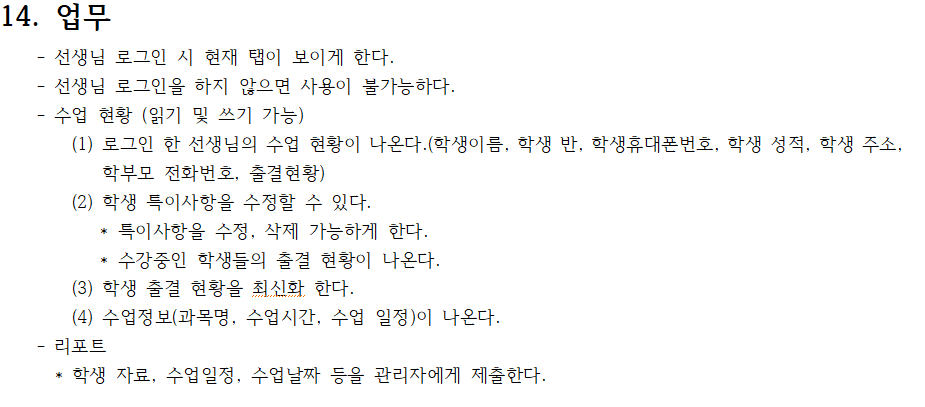 14. 업무
- 선생님 로그인 시 현재 탭이 보이게 한다.
- 선생님 로그인을 하지 않으면 사용이 불가능하다.
- 수업 현황 (읽기 및 쓰기 가능)
(1) 로그인 한 선생님의 수업 현황이 나온다.(학생이름, 학생 반, 학생휴대폰번호, 학생 성적, 학생 주소,
학부모 전화번호, 출결현황)
(2) 학생 특이사항을 수정할 수 있다.
* 특이사항을 수정, 삭제 가능하게 한다.
* 수강중인 학생들의 출결 현황이 나온다.
(3) 학생 출결 현황을 최신화 한다.
(4) 수업정보(과목명, 수업시간, 수업 일정)이 나온다.
- 리포트
* 학생 자료, 수업일정, 수업날짜 등을 관리자에게 제출한다.